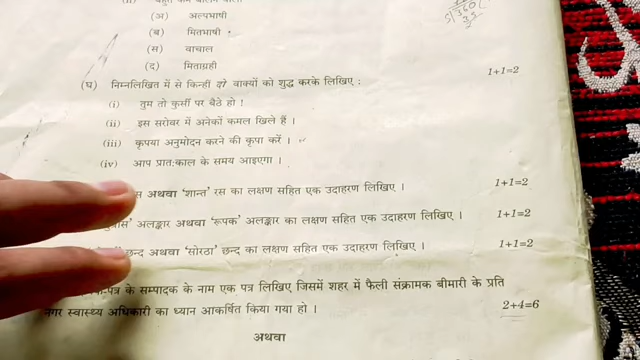 (अ) अल्पभाषी
(ब) मितभाषी
(स) वाचाल
(द) मिताग्रही
(घ) निम्नलिखित में से किन्हीं दो वाक्यों को शुद्ध करके लिखिए : 1+1=2
(i) तुम तो कुर्सी पर बैठे हो !
(ii) इस सरोवर में अनेकों कमल खिले हैं ।
(iii) कृपया अनुमोदन करने की कृपा करें ।
(iv) आप प्रात:काल के समय आइएगा ।
अथवा 'शान्त' रस का लक्षण सहित एक उदाहरण लिखिए । 1+1=2
अलङ्कार अथवा 'रूपक' अलङ्कार का लक्षण सहित एक उदाहरण लिखिए । 1+1=2
छन्द अथवा 'सोरठा' छन्द का लक्षण सहित एक उदाहरण लिखिए । 1+1=2
के सम्पादक के नाम एक पत्र लिखिए जिसमें शहर में फैली संक्रामक बीमारी के प्रति
नगर स्वास्थ्य अधिकारी का ध्यान आकर्षित किया गया हो । 2+4=6
अथवा